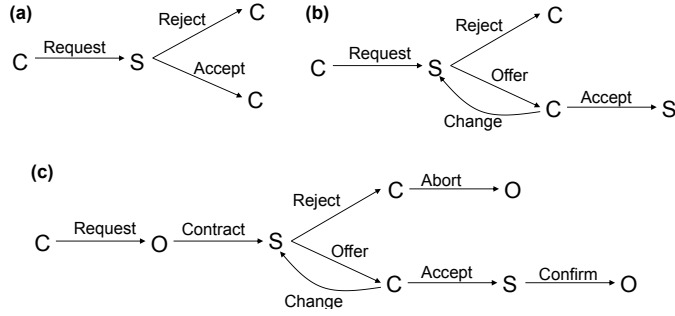 (a)
C Request S Reject C
Accept C
(b)
C Request S Reject C
Offer C Accept S
Change
(c)
C Request O Contract S Reject C Abort O
Offer C Accept S Confirm O
Change